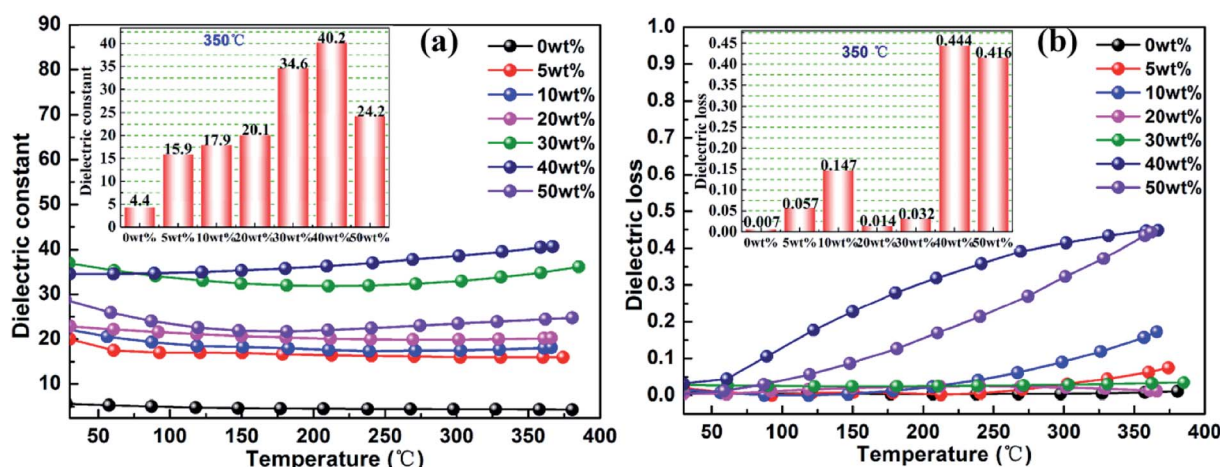 (a)
90
80
70
60
50
40
30
20
10
Dielectric constant
50 100 150 200 250 300 350 400
Temperature (℃)
0wt%
5wt%
10wt%
20wt%
30wt%
40wt%
50wt%
350℃
Dielectric constant
40
35
30
25
20
15
10
5
0
4.4
15.9
17.9
20.1
34.6
40.2
24.2
0wt% 5wt% 10wt% 20wt% 30wt% 40wt% 50wt%
(b)
1.0
0.9
0.8
0.7
0.6
0.5
0.4
0.3
0.2
0.1
0.0
Dielectric loss
50 100 150 200 250 300 350 400
Temperature (℃)
0wt%
5wt%
10wt%
20wt%
30wt%
40wt%
50wt%
350 ℃
Dielectric loss
0.45
0.40
0.35
0.30
0.25
0.20
0.15
0.10
0.05
0.00
0.007
0.057
0.147
0.014
0.032
0.444
0.416
0wt% 5wt% 10wt% 20wt% 30wt% 40wt% 50wt%